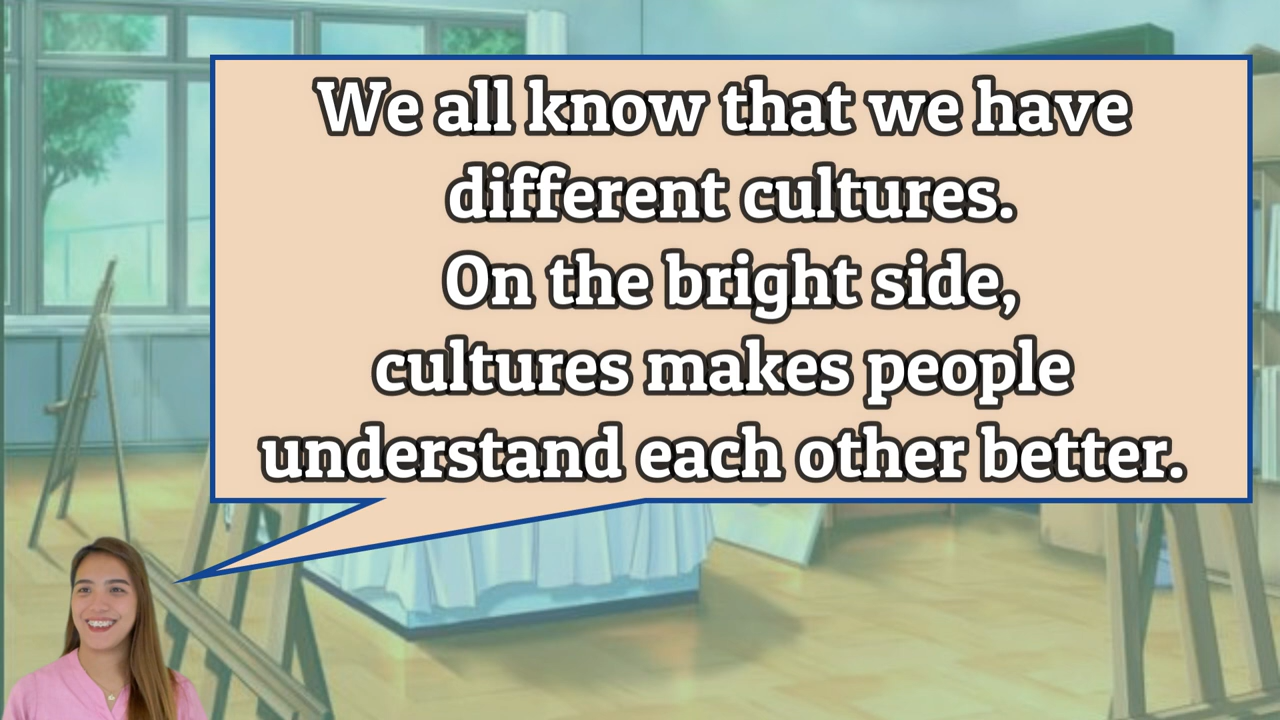 We all know that we have
different cultures.
On the bright side,
cultures makes people
understand each other better.